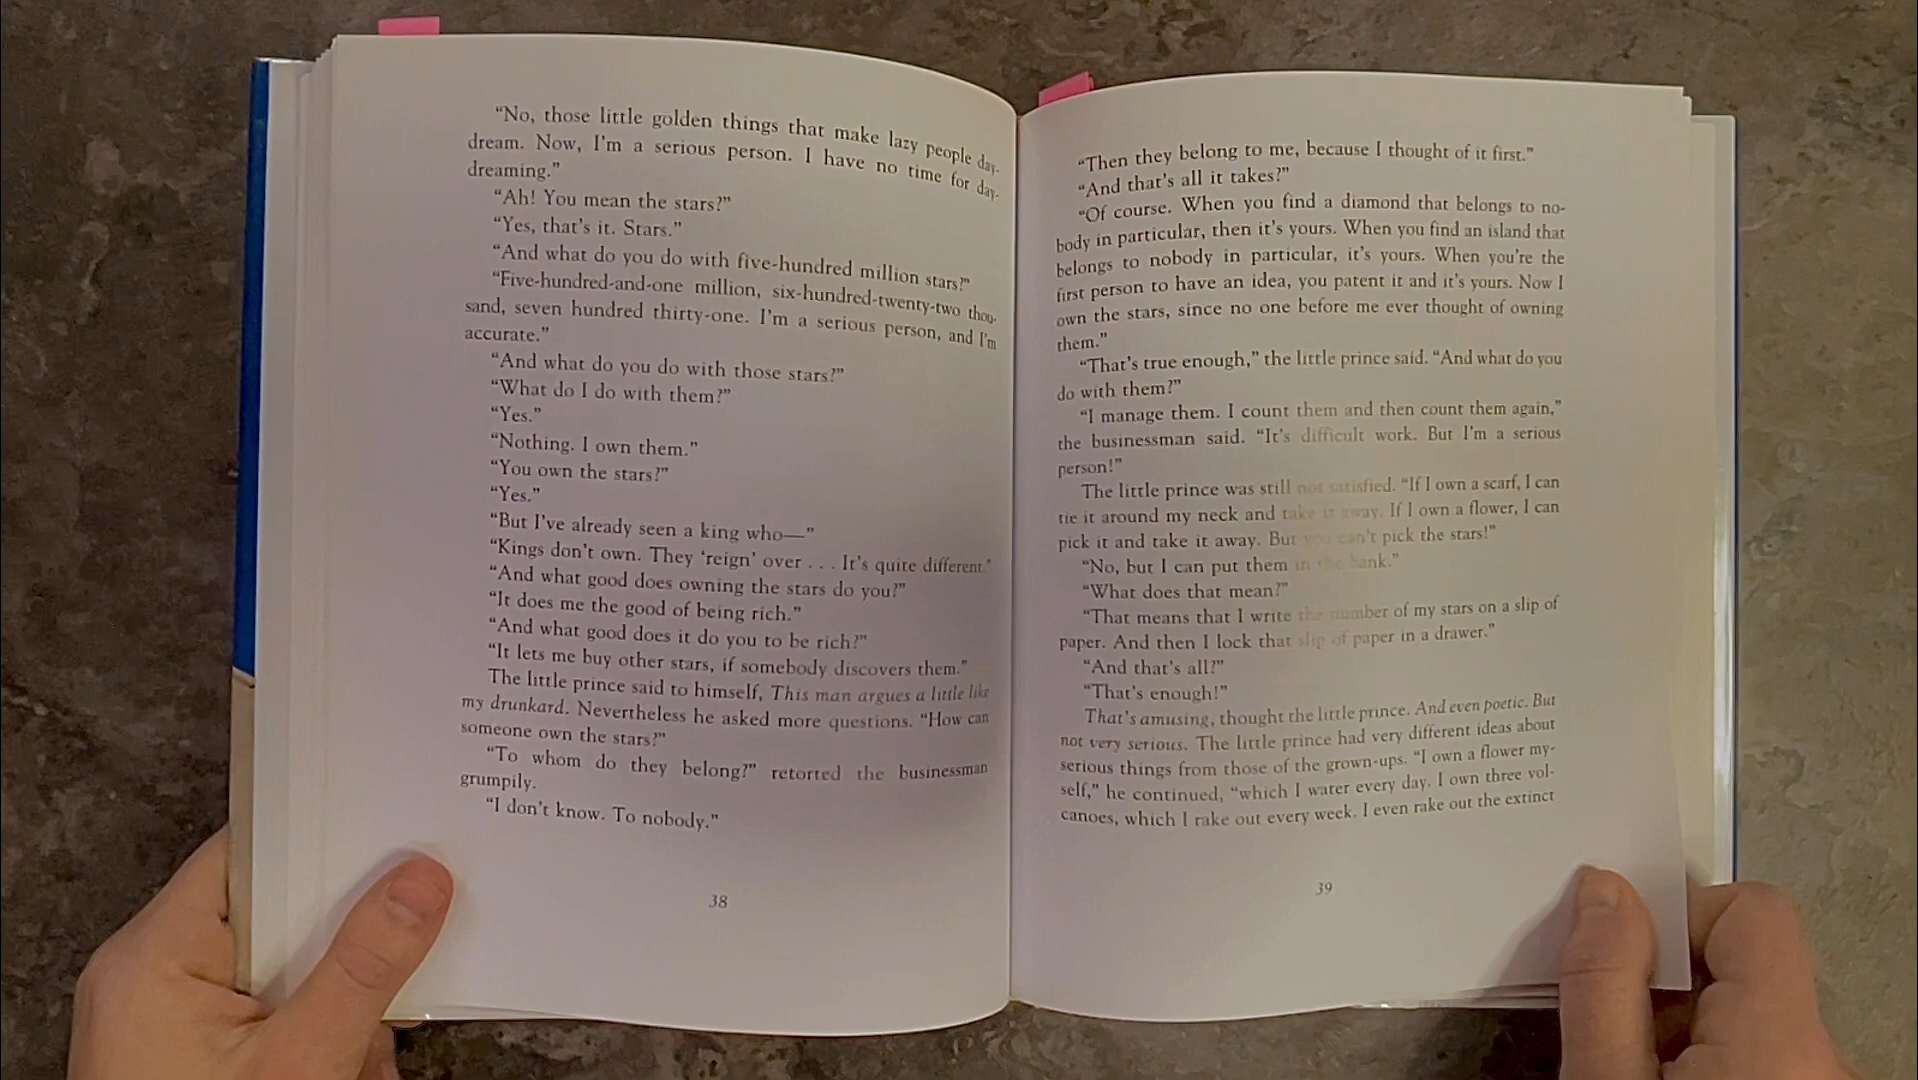 “No, those little golden things that make lazy people day-
dream. Now, I’m a serious person. I have no time for day-
dreaming.”
“Ah! You mean the stars?”
“Yes, that’s it. Stars.”
“And what do you do with five-hundred million stars?”
“Five-hundred-and-one million, six-hundred-twenty-two thou-
sand, seven hundred thirty-one. I’m a serious person, and I’m
accurate.”
“And what do you do with those stars?”
“What do I do with them?”
“Yes.”
“Nothing. I own them.”
“You own the stars?”
“Yes.”
“But I’ve already seen a king who—”
“Kings don’t own. They ‘reign’ over . . . It’s quite different.”
“And what good does owning the stars do you?”
“It does me the good of being rich.”
“And what good does it do you to be rich?”
“It lets me buy other stars, if somebody discovers them.”
The little prince said to himself, This man argues a little like
my drunkard. Nevertheless he asked more questions. “How can
someone own the stars?”
“To whom do they belong?” retorted the businessman
grumpily.
“I don’t know. To nobody.”
38
“Then they belong to me, because I thought of it first.”
“And that’s all it takes?”
“Of course. When you find a diamond that belongs to no-
body in particular, then it’s yours. When you find an island that
belongs to nobody in particular, it’s yours. When you’re the
first person to have an idea, you patent it and it’s yours. Now I
own the stars, since no one before me ever thought of owning
them.”
“That’s true enough,” the little prince said. “And what do you
do with them?”
“I manage them. I count them and then count them again,”
the businessman said. “It’s difficult work. But I’m a serious
person!”
The little prince was still not satisfied. “If I own a scarf, I can
tie it around my neck and take it away. If I own a flower, I can
pick it and take it away. But you can’t pick the stars!”
“No, but I can put them in the bank.”
“What does that mean?”
“That means that I write the number of my stars on a slip of
paper. And then I lock that slip of paper in a drawer.”
“And that’s all?”
“That’s enough!”
That’s amusing, thought the little prince. And even poetic. But
not very serious. The little prince had very different ideas about
serious things from those of the grown-ups. “I own a flower my-
self,” he continued, “which I water every day. I own three vol-
canoes, which I rake out every week. I even rake out the extinct
39